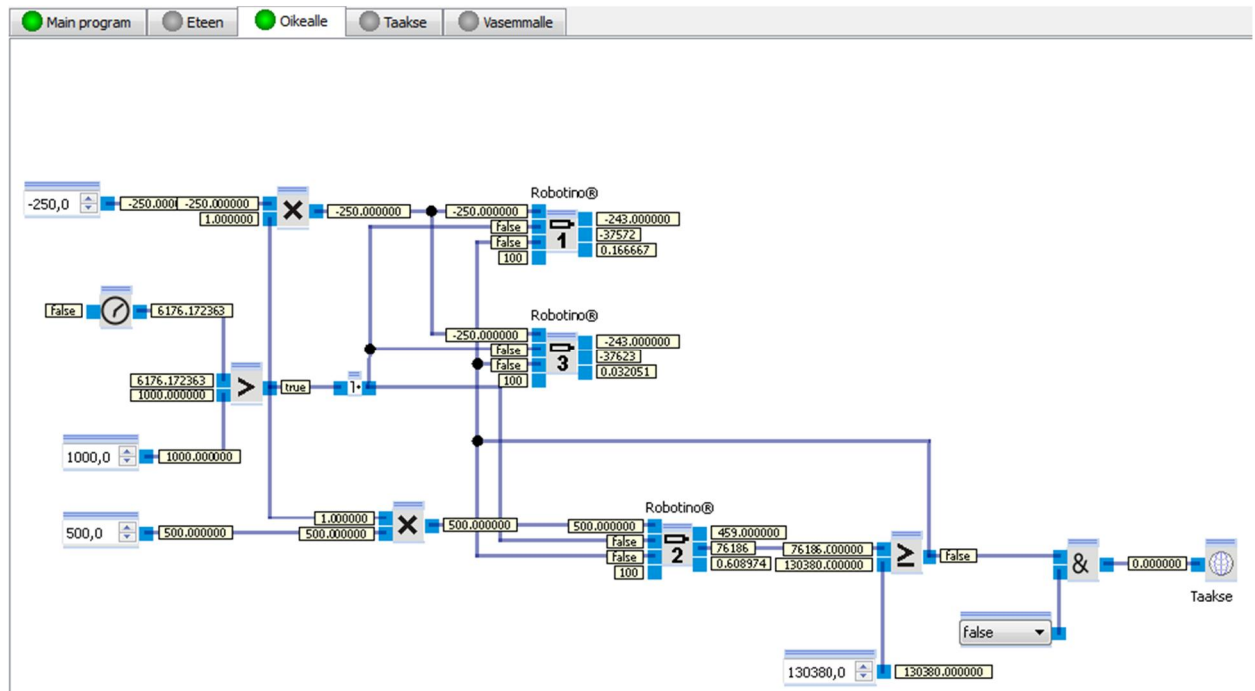 Main program Eteen Oikealle Taakse Vasemmalle
Robotino®
-250,0 -250.000 -250.000000 × -250.000000 -250.000000 -243.000000
1.000000 false 1 -37572
false 0.166667
100
false 6176.172363
Robotino®
-250.000000 -243.000000
false 3 -37623
6176.172363 > true 1• false 0.032051
1000.000000 100
1000,0 1000.000000
Robotino®
1.000000 × 500.000000 500.000000 459.000000
500,0 500.000000 500.000000 false 2 76186 76186.000000 ≥ false & 0.000000
false 0.608974 130380.000000
100
Taakse
false
130380,0 130380.000000